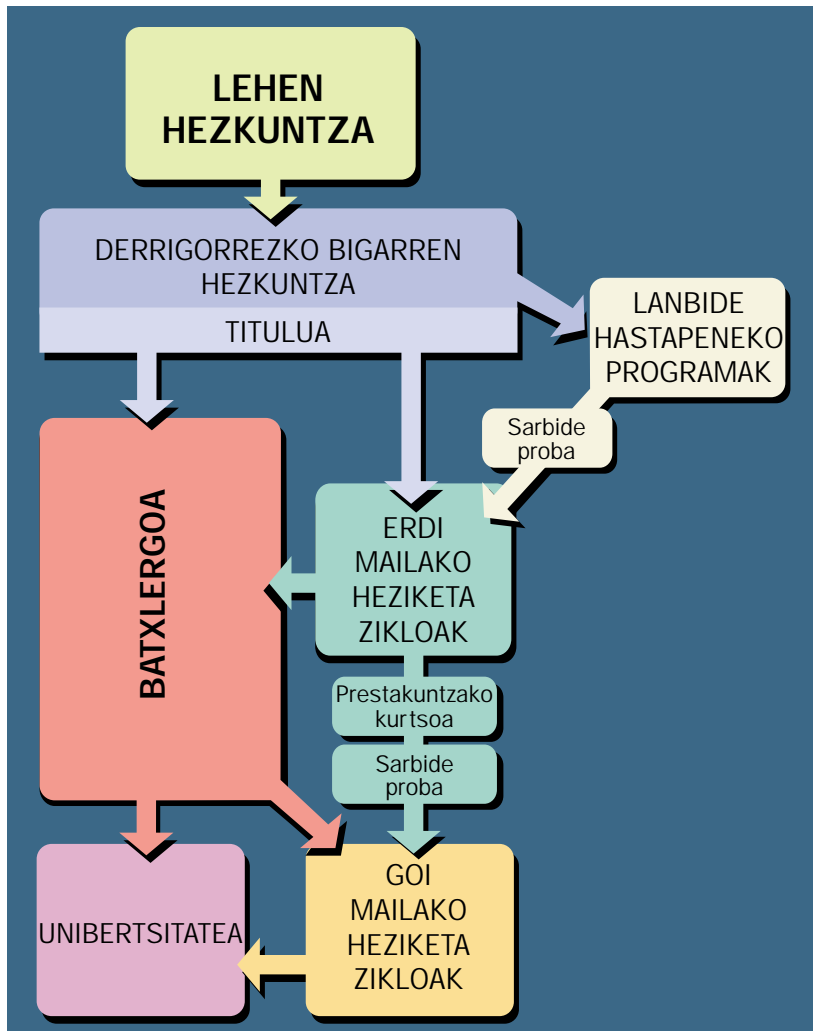 LEHEN
HEZKUNTZA
DERRIGORREZKO BIGARREN
HEZKUNTZA
TITULUA
LANBIDE
HASTAPENEKO
PROGRAMAK
Sarbide
proba
BATXLERGOA
ERDI
MAILAKO
HEZIKETA
ZIKLOAK
Prestakuntzako
kurtsoa
Sarbide
proba
UNIBERTSITATEA
GOI
MAILAKO
HEZIKETA
ZIKLOAK